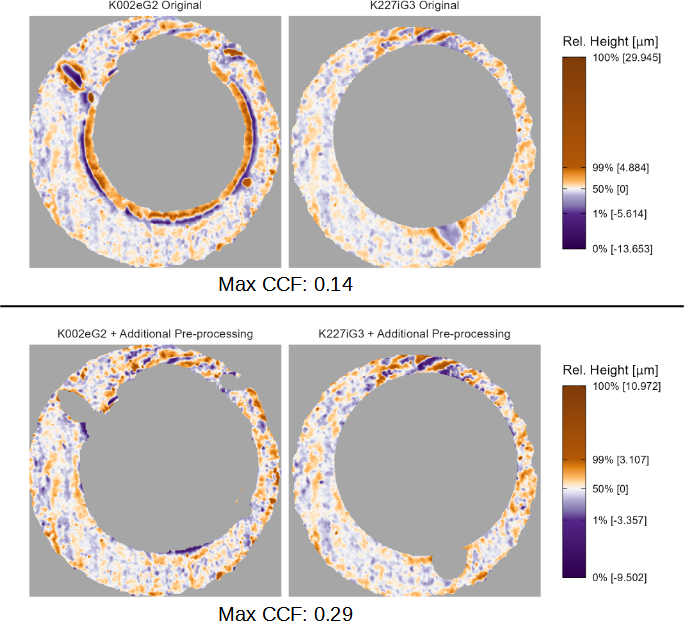 K002eG2 Original
K227iG3 Original
Rel. Height [µm]
100% [29.945]
99% [4.884]
50% [0]
1% [-5.614]
0% [-13.653]
Max CCF: 0.14
K002eG2 + Additional Pre-processing
K227iG3 + Additional Pre-processing
Rel. Height [µm]
100% [10.972]
99% [3.107]
50% [0]
1% [-3.357]
0% [-9.502]
Max CCF: 0.29